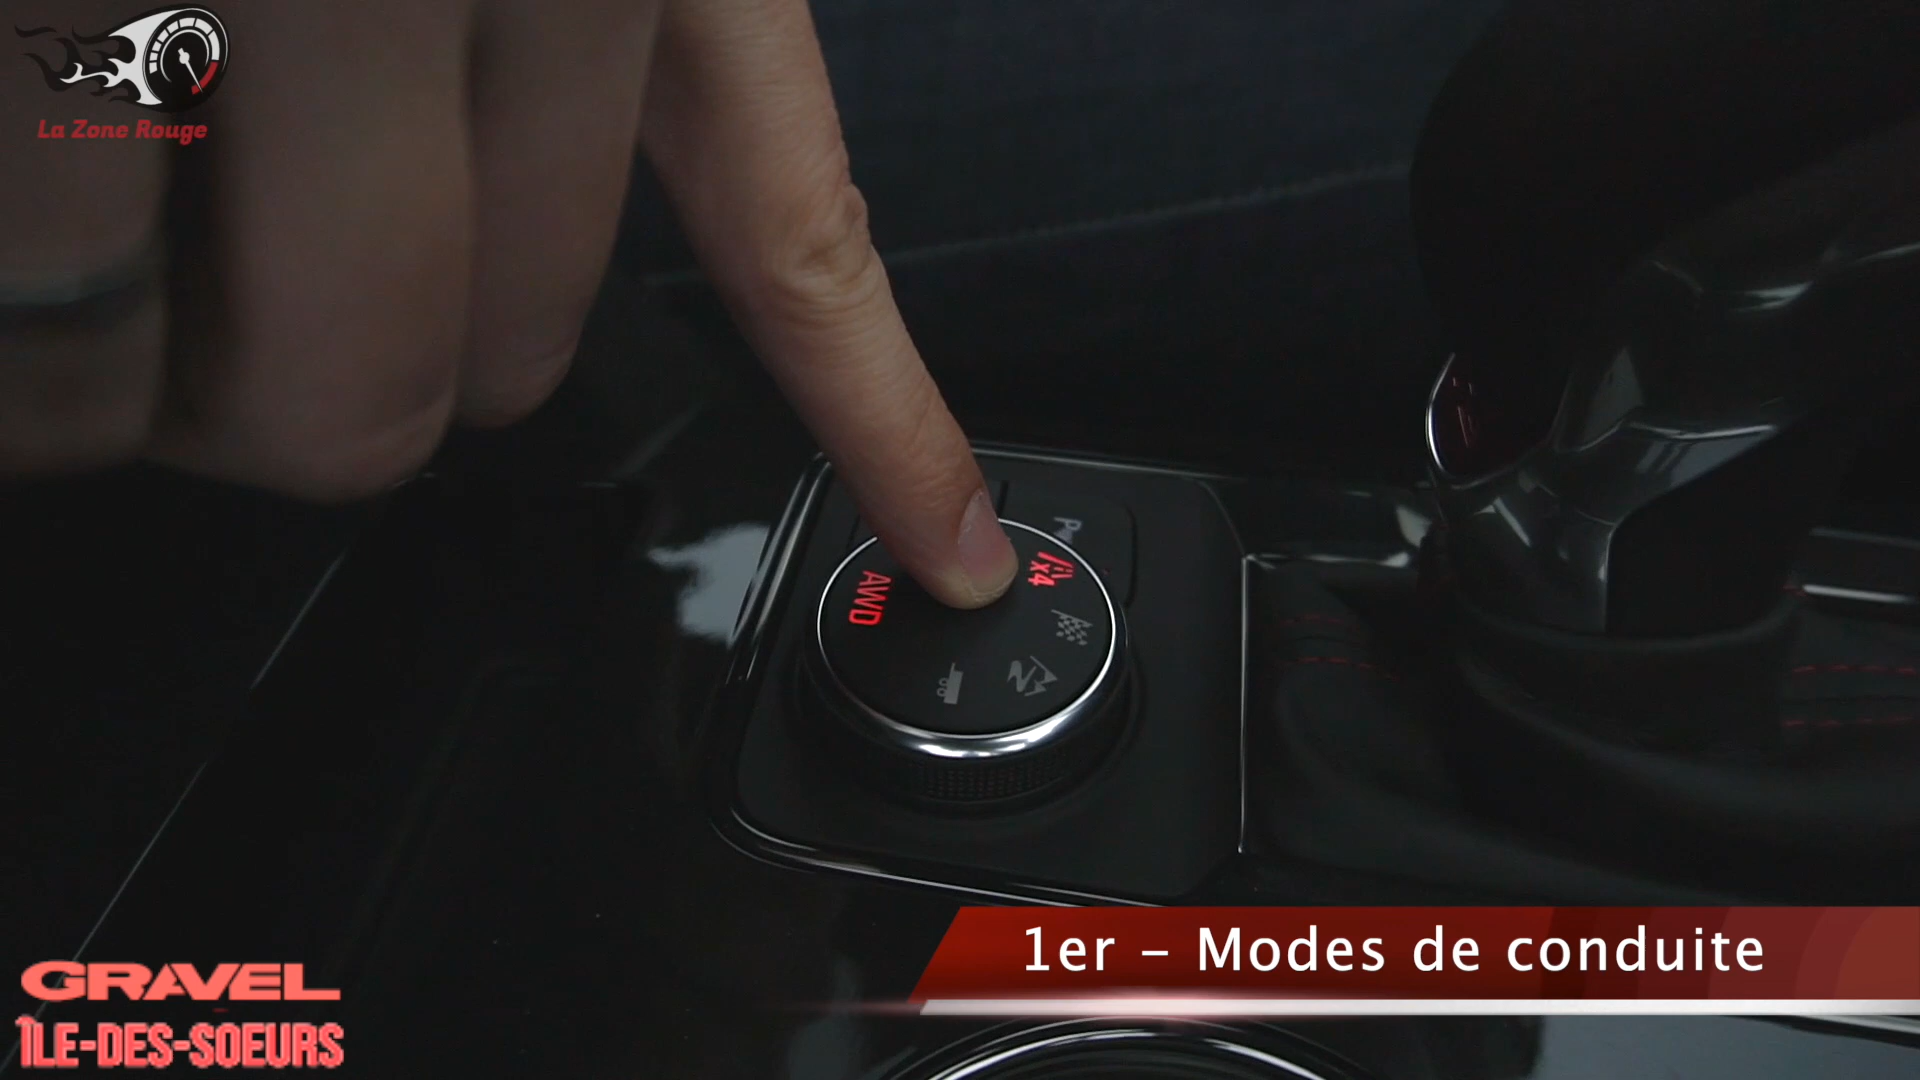 La Zone Rouge
P
x4
AWD
1er – Modes de conduite
GRAVEL
ÎLE-DES-SOEURS